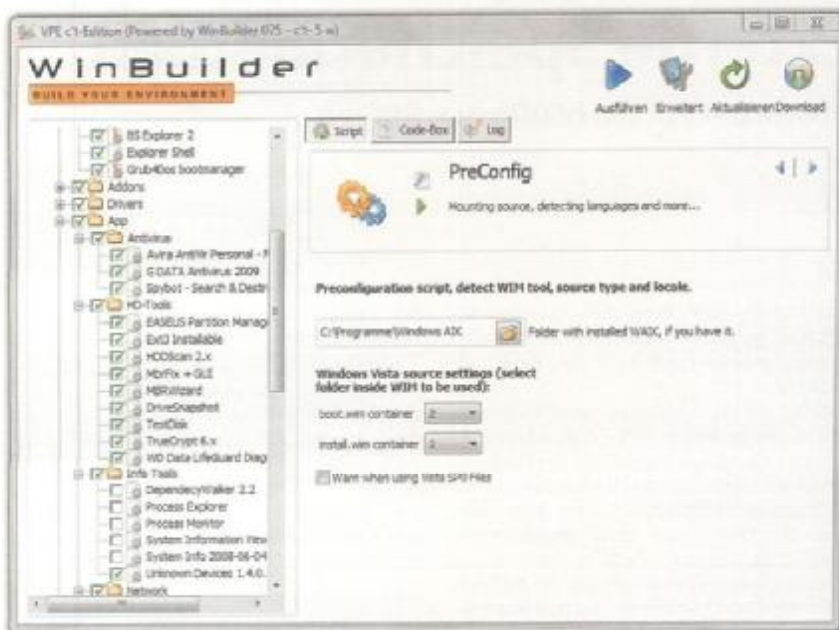 VPE c't-Edition (Powered by WinBuilder 075 - c't- 5 w)
WinBuilder
BUILD YOUR ENVIRONMENT
Ausführen Erweitert Aktualisieren Download
BS Explorer 2
Explorer Shell
Grub4Dos bootmanager
Addons
Drivers
App
Antivirus
Avira AntiVir Personal - F
G DATA Antivirus 2009
Spybot - Search & Destr
HD-Tools
EASEUS Partition Manag
Ext3 Installable
HDDScan 2.x
MbrFix + GUI
MBRWizard
DriveSnapshot
TestDisk
TrueCrypt 6.x
WD Data LifeGuard Diag
Info Tools
DependecyWalker 2.2
Process Explorer
Process Monitor
System Information View
System Info 2008-06-04
Unknown Devices 1.4.0.
Network
Script Code-Box Log
PreConfig
Mounting source, detecting languages and more...
Preconfiguration script, detect WIM tool, source type and locale.
C:\Programme\Windows AIK Folder with installed WAIK, if you have it.
Windows Vista source settings (select
folder inside WIM to be used):
boot.wim container 2
install.wim container 1
Warn when using Vista SP0 Files